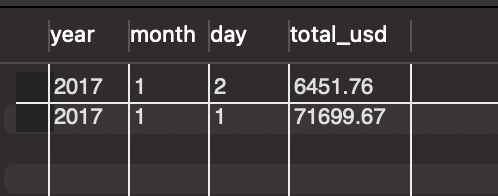 year month day total_usd
2017 1 2 6451.76
2017 1 1 71699.67